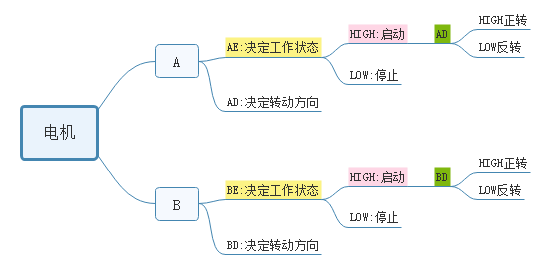 电机
A
AE:决定工作状态
HIGH:启动
AD
HIGH正转
LOW反转
LOW:停止
AD:决定转动方向
B
BE:决定工作状态
HIGH:启动
BD
HIGH正转
LOW反转
LOW:停止
BD:决定转动方向